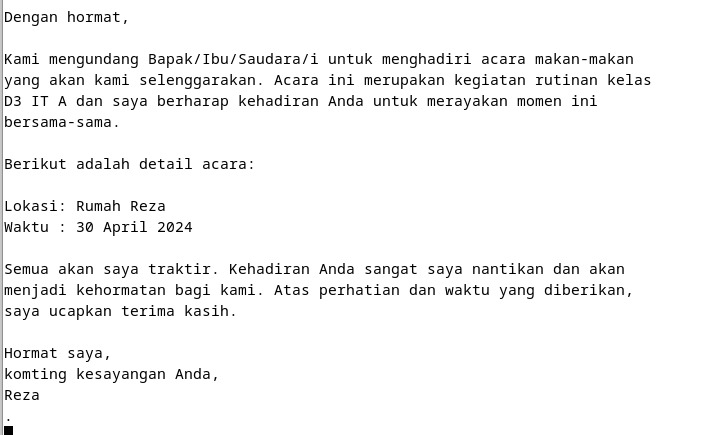 Dengan hormat,
Kami mengundang Bapak/Ibu/Saudara/i untuk menghadiri acara makan-makan
yang akan kami selenggarakan. Acara ini merupakan kegiatan rutinan kelas
D3 IT A dan saya berharap kehadiran Anda untuk merayakan momen ini
bersama-sama.
Berikut adalah detail acara:
Lokasi: Rumah Reza
Waktu : 30 April 2024
Semua akan saya traktir. Kehadiran Anda sangat saya nantikan dan akan
menjadi kehormatan bagi kami. Atas perhatian dan waktu yang diberikan,
saya ucapkan terima kasih.
Hormat saya,
komting kesayangan Anda,
Reza
.